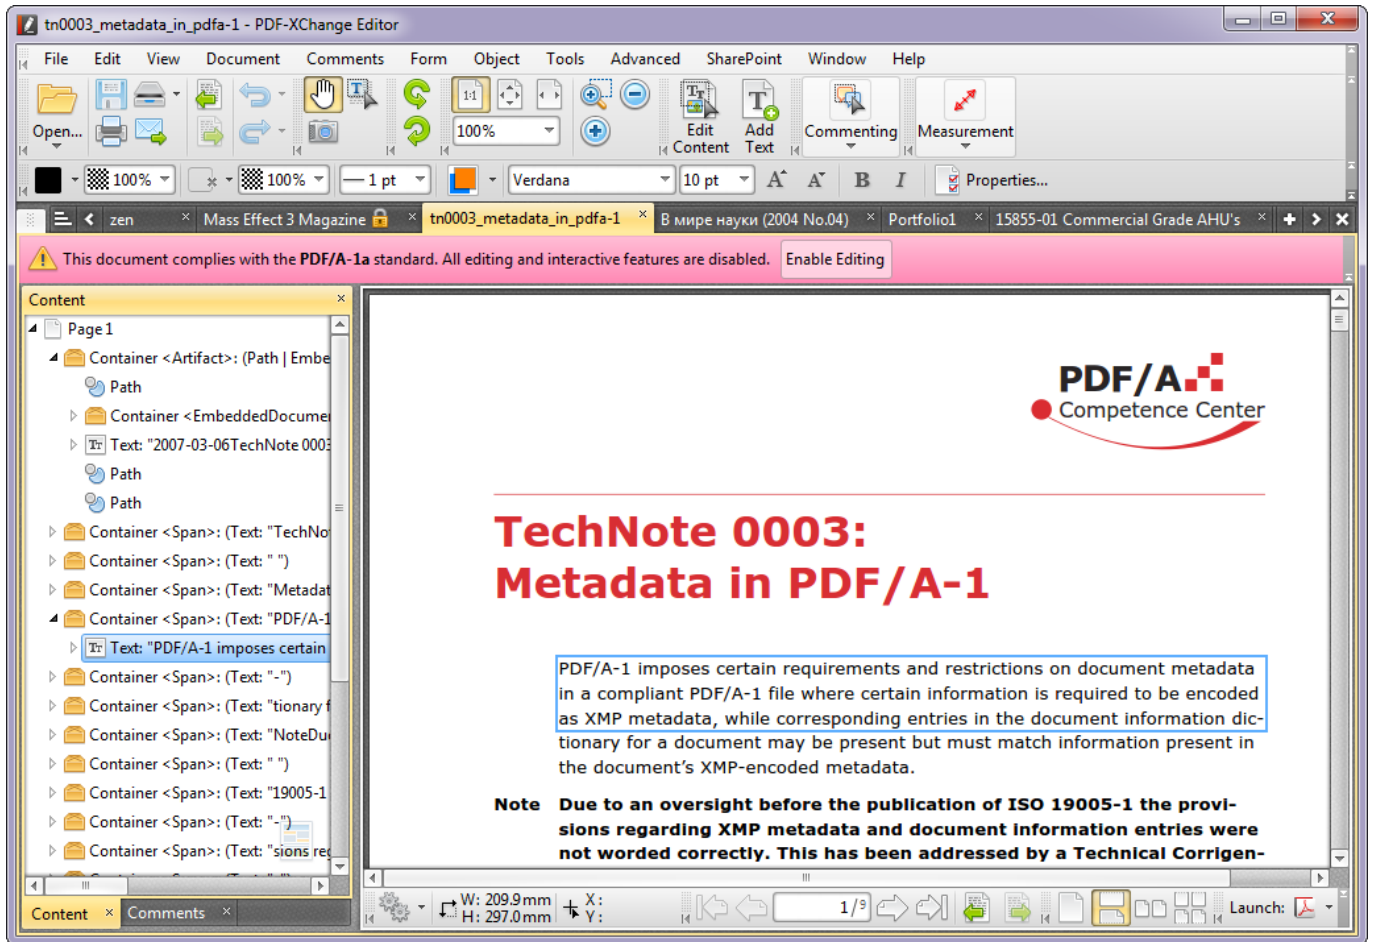 tn0003_metadata_in_pdfa-1 - PDF-XChange Editor
File Edit View Document Comments Form Object Tools Advanced SharePoint Window Help
Open...
1:1
100%
Edit Content
Add Text
Commenting
Measurement
100%
100%
1 pt
Verdana
10 pt
A A B I
Properties...
zen
Mass Effect 3 Magazine
tn0003_metadata_in_pdfa-1
В мире науки (2004 No.04)
Portfolio1
15855-01 Commercial Grade AHU's
This document complies with the PDF/A-1a standard. All editing and interactive features are disabled.
Enable Editing
Content
Page 1
Container <Artifact>: (Path | Embe
Path
Container <EmbeddedDocume
Text: "2007-03-06TechNote 0003
Path
Path
Container <Span>: (Text: "TechNo
Container <Span>: (Text: " ")
Container <Span>: (Text: "Metadat
Container <Span>: (Text: "PDF/A-1
Text: "PDF/A-1 imposes certain
Container <Span>: (Text: "-")
Container <Span>: (Text: "tionary f
Container <Span>: (Text: "NoteDu
Container <Span>: (Text: " ")
Container <Span>: (Text: "19005-1
Container <Span>: (Text: "-")
Container <Span>: (Text: "sions reg
Content
Comments
PDF/A
Competence Center
TechNote 0003:
Metadata in PDF/A-1
PDF/A-1 imposes certain requirements and restrictions on document metadata
in a compliant PDF/A-1 file where certain information is required to be encoded
as XMP metadata, while corresponding entries in the document information dic-
tionary for a document may be present but must match information present in
the document’s XMP-encoded metadata.
Note Due to an oversight before the publication of ISO 19005-1 the provi-
sions regarding XMP metadata and document information entries were
not worded correctly. This has been addressed by a Technical Corrigen-
W: 209.9 mm
H: 297.0 mm
X:
Y:
1/9
Launch: